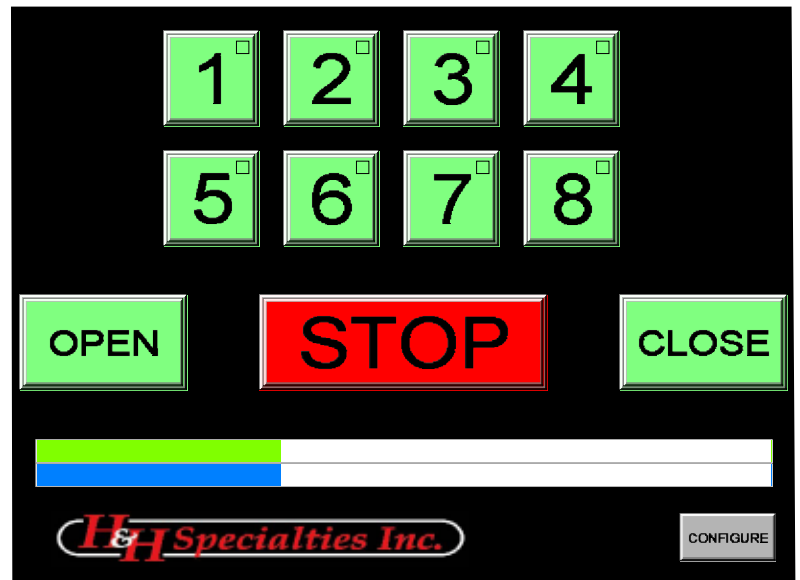 1 2 3 4
5 6 7 8
OPEN STOP CLOSE
H&H Specialties Inc.
CONFIGURE